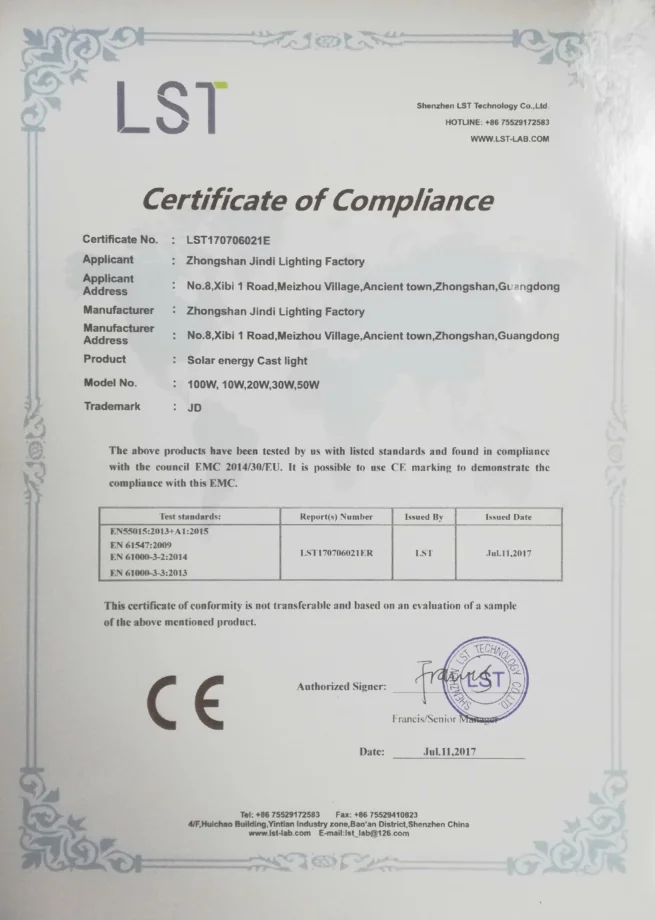 LST
Shenzhen LST Technology Co.,Ltd.
HOTLINE: +86 75529172583
WWW.LST-LAB.COM
Certificate of Compliance
Certificate No. : LST170706021E
Applicant : Zhongshan Jindi Lighting Factory
Applicant Address : No.8,Xibi 1 Road,Meizhou Village,Ancient town,Zhongshan,Guangdong
Manufacturer : Zhongshan Jindi Lighting Factory
Manufacturer Address : No.8,Xibi 1 Road,Meizhou Village,Ancient town,Zhongshan,Guangdong
Product : Solar energy Cast light
Model No. : 100W, 10W,20W,30W,50W
Trademark : JD
The above products have been tested by us with listed standards and found in compliance
with the council EMC 2014/30/EU. It is possible to use CE marking to demonstrate the
compliance with this EMC.
Test standards: Report(s) Number Issued By Issued Date
EN55015:2013+A1:2015
EN 61547:2009
EN 61000-3-2:2014
EN 61000-3-3:2013
LST170706021ER LST Jul.11,2017
This certificate of conformity is not transferable and based on an evaluation of a sample
of the above mentioned product.
CE
Authorized Signer: Francis
SHENZHEN LST TECHNOLOGY CO.LTD.
LST
Francis/Senior Manager
Date: Jul.11,2017
Tel: +86 75529172583 Fax: +86 75529410823
4/F,Huichao Building,Yintian Industry zone,Bao'an District,Shenzhen China
www.lst-lab.com E-mail:lst_lab@126.com